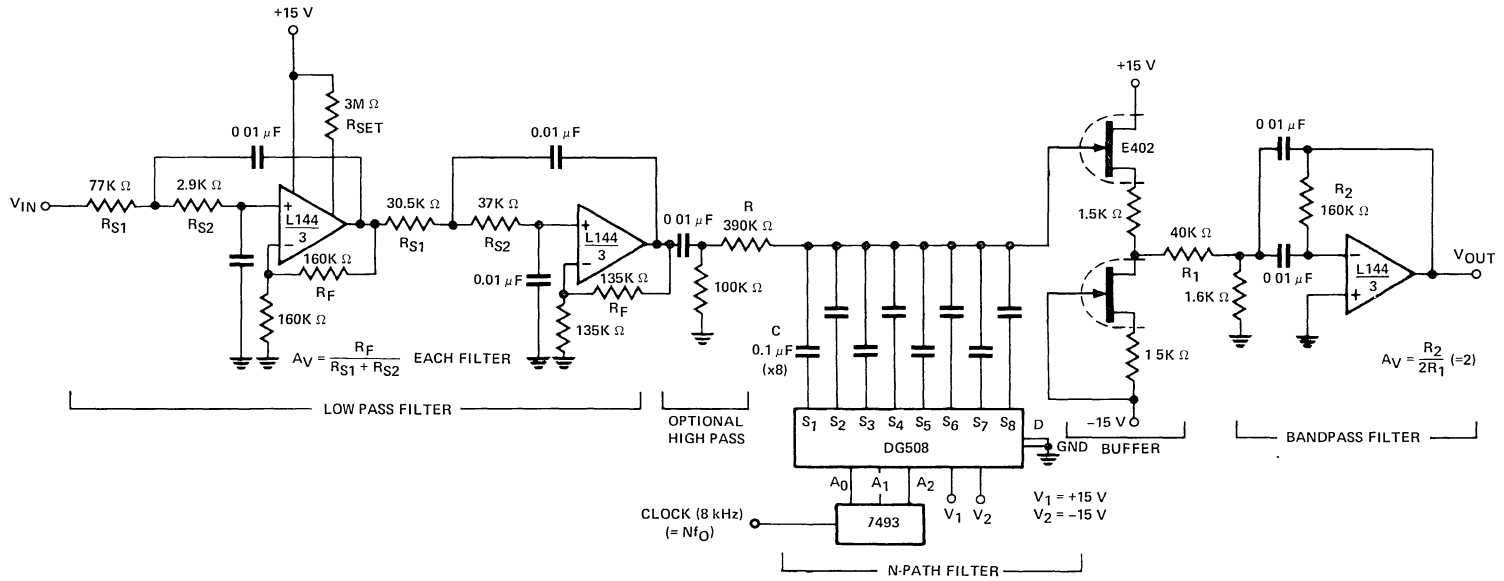 +15 V
3M Ω
RSET
0 01 μF
77K Ω
2.9K Ω
VIN
RS1
RS2
+
L144
3
−
160K Ω
RF
160K Ω
30.5K Ω
RS1
37K Ω
RS2
0.01 μF
+
L144
3
−
0.01 μF
135K Ω
RF
135K Ω
AV = RF
RS1 + RS2
EACH FILTER
LOW PASS FILTER
0 01 μF
R
390K Ω
100K Ω
OPTIONAL
HIGH PASS
C
0.1 μF
(x8)
S1 S2 S3 S4 S5 S6 S7 S8
D
DG508
GND
A0 A1 A2
V1 V2
7493
CLOCK (8 kHz)
(= NfO)
V1 = +15 V
V2 = −15 V
N-PATH FILTER
+15 V
E402
1.5K Ω
1 5K Ω
−15 V
BUFFER
40K Ω
R1
1.6K Ω
0 01 μF
R2
160K Ω
0 01 μF
−
L144
3
+
VOUT
AV = R2
2R1
(=2)
BANDPASS FILTER